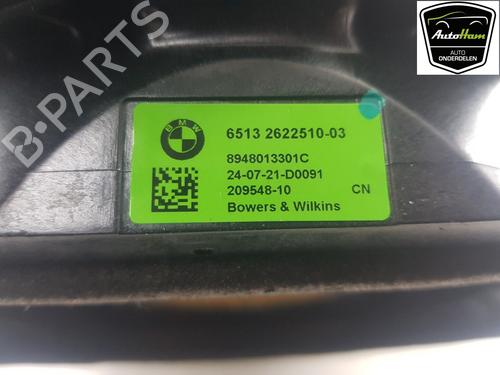 AutoHam
AUTO
ONDERDELEN
B-PARTS
BMW
6513 2622510-03
8948013301C
24-07-21-D0091
209548-10 CN
Bowers & Wilkins